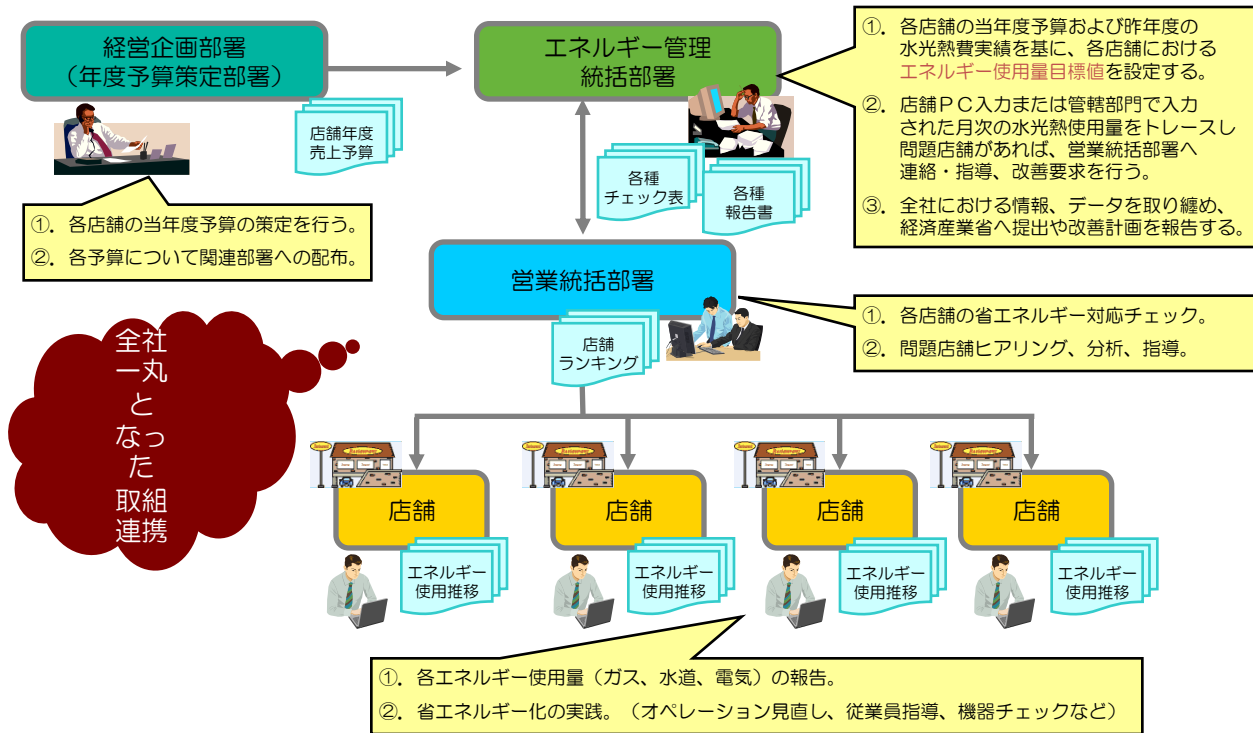 経営企画部署
（年度予算策定部署）
エネルギー管理
統括部署
①．各店舗の当年度予算および昨年度の
水光熱費実績を基に、各店舗における
エネルギー使用量目標値を設定する。
②．店舗ＰＣ入力または管轄部門で入力
された月次の水光熱使用量をトレースし
問題店舗があれば、営業統括部署へ
連絡・指導、改善要求を行う。
③．全社における情報、データを取り纏め、
経済産業省へ提出や改善計画を報告する。
店舗年度
売上予算
各種
チェック表
各種
報告書
①．各店舗の当年度予算の策定を行う。
②．各予算について関連部署への配布。
営業統括部署
店舗
ランキング
①．各店舗の省エネルギー対応チェック。
②．問題店舗ヒアリング、分析、指導。
全社
一丸
と
なっ
た
取組
連携
店舗
店舗
店舗
店舗
エネルギー
使用推移
エネルギー
使用推移
エネルギー
使用推移
エネルギー
使用推移
①．各エネルギー使用量（ガス、水道、電気）の報告。
②．省エネルギー化の実践。（オペレーション見直し、従業員指導、機器チェックなど）